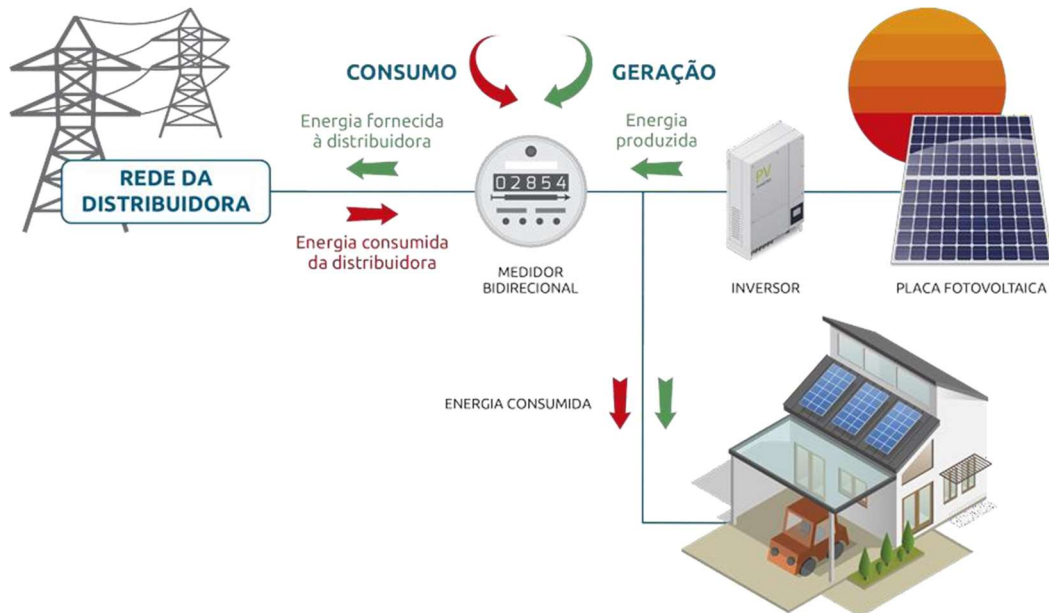 CONSUMO
GERAÇÃO
Energia fornecida
à distribuidora
Energia
produzida
REDE DA
DISTRIBUIDORA
02854
PV
Energia consumida
da distribuidora
MEDIDOR
BIDIRECIONAL
INVERSOR
PLACA FOTOVOLTAICA
ENERGIA CONSUMIDA